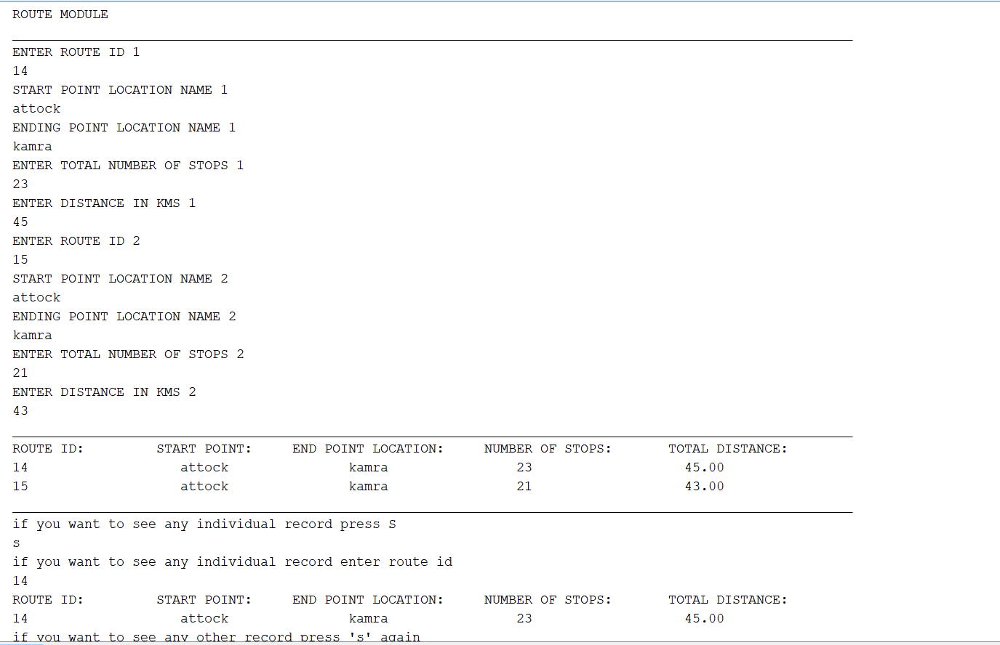 ROUTE MODULE
ENTER ROUTE ID 1
14
START POINT LOCATION NAME 1
attock
ENDING POINT LOCATION NAME 1
kamra
ENTER TOTAL NUMBER OF STOPS 1
23
ENTER DISTANCE IN KMS 1
45
ENTER ROUTE ID 2
15
START POINT LOCATION NAME 2
attock
ENDING POINT LOCATION NAME 2
kamra
ENTER TOTAL NUMBER OF STOPS 2
21
ENTER DISTANCE IN KMS 2
43
ROUTE ID: START POINT: END POINT LOCATION: NUMBER OF STOPS: TOTAL DISTANCE:
14 attock kamra 23 45.00
15 attock kamra 21 43.00
if you want to see any individual record press S
s
if you want to see any individual record enter route id
14
ROUTE ID: START POINT: END POINT LOCATION: NUMBER OF STOPS: TOTAL DISTANCE:
14 attock kamra 23 45.00
if you want to see any other record press 's' again